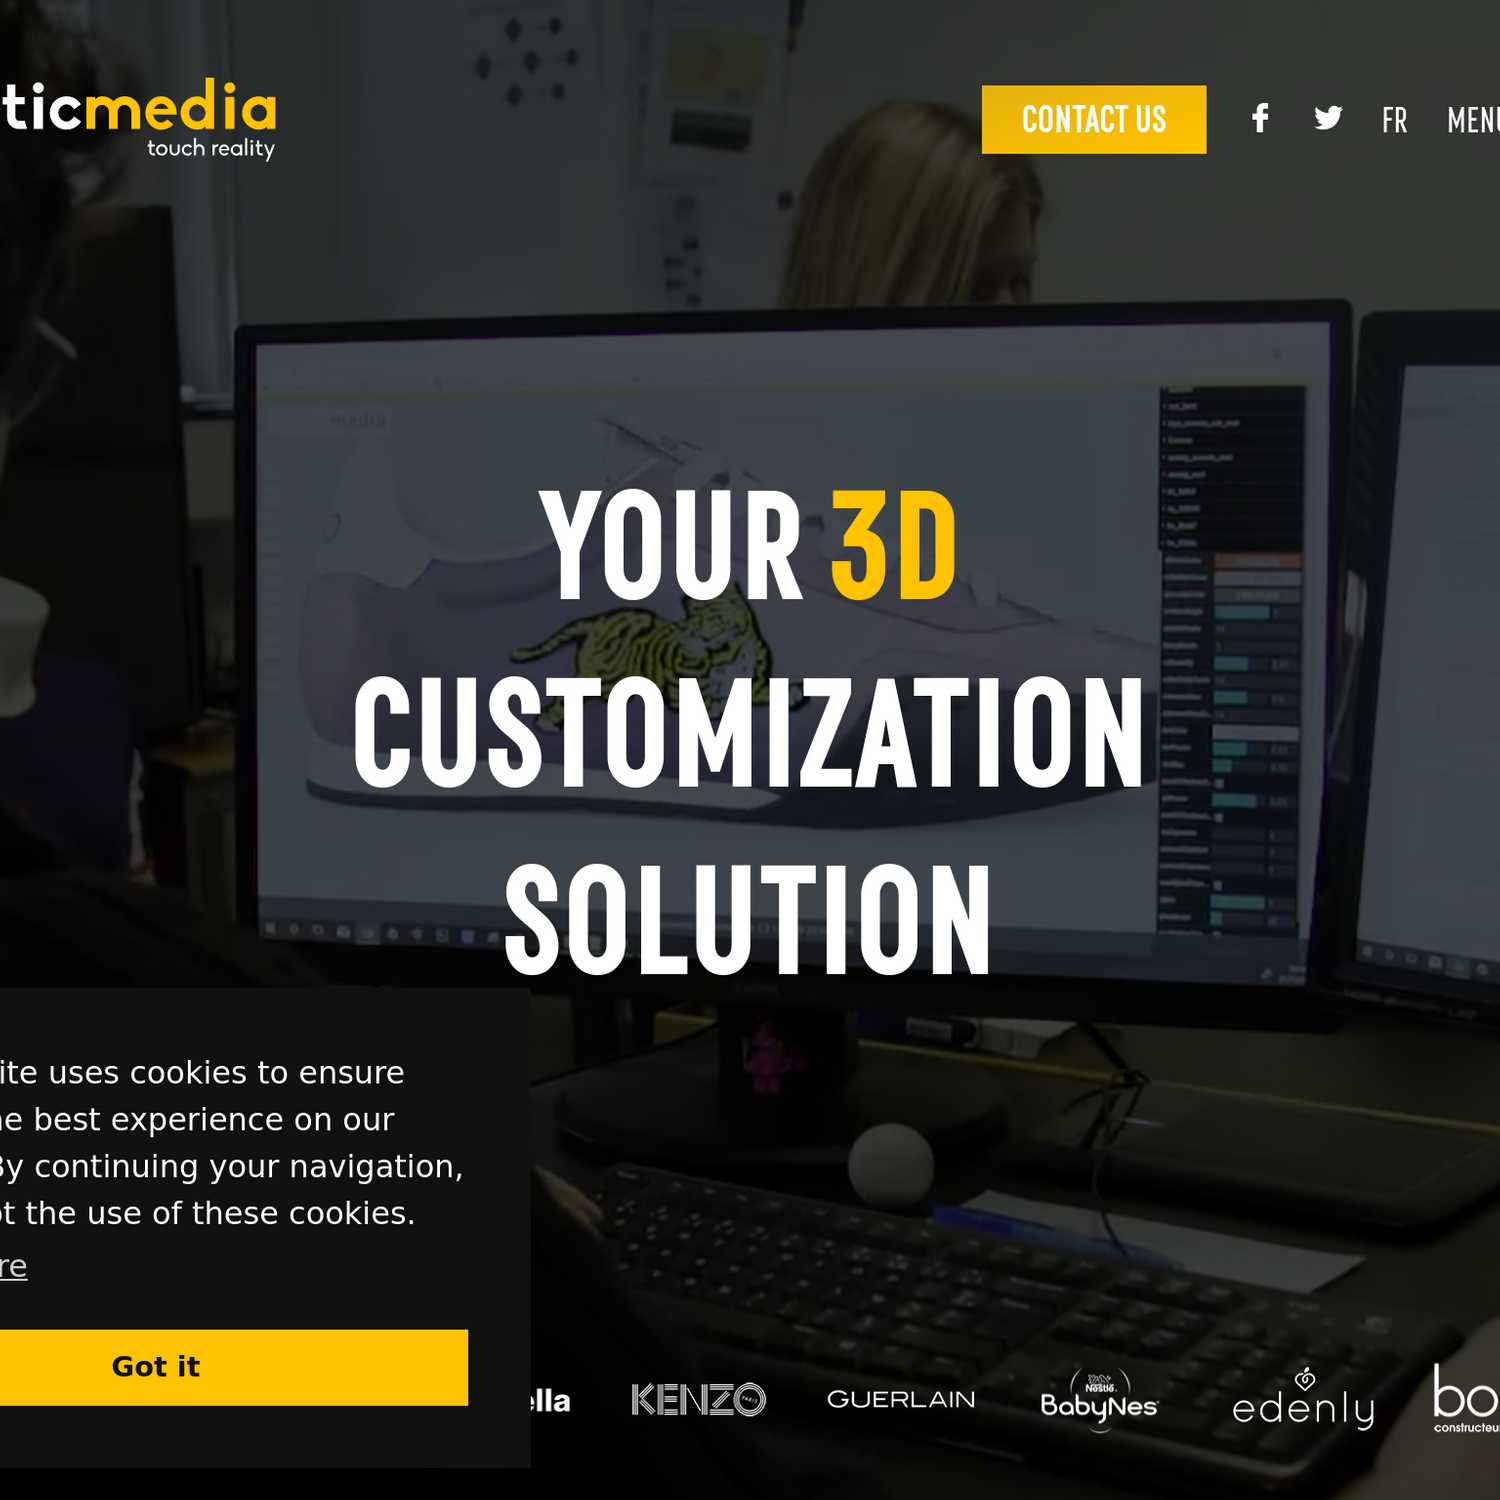 ticmedia
touch reality
CONTACT US
FR
MENU
YOUR 3D
CUSTOMIZATION
SOLUTION
ite uses cookies to ensure
he best experience on our
By continuing your navigation,
pt the use of these cookies.
re
Got it
ella
KENZO
PARIS
GUERLAIN
Nestlé
BabyNes
edenly
bo
constructeu